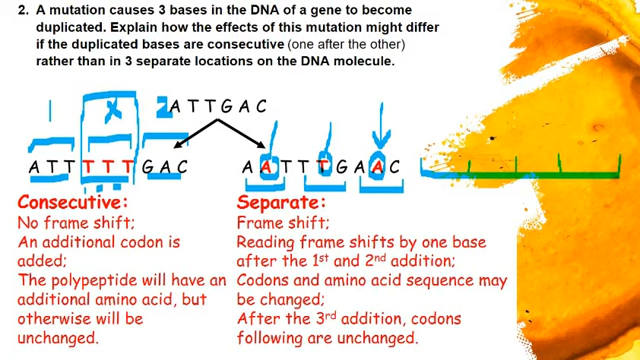 2. A mutation causes 3 bases in the DNA of a gene to become
duplicated. Explain how the effects of this mutation might differ
if the duplicated bases are consecutive (one after the other)
rather than in 3 separate locations on the DNA molecule.
1 X 2
ATTGAC
ATTTTTGAC
AATTTTGAAC
Consecutive:
No frame shift;
An additional codon is
added;
The polypeptide will have an
additional amino acid, but
otherwise will be
unchanged.
Separate:
Frame shift;
Reading frame shifts by one base
after the 1st and 2nd addition;
Codons and amino acid sequence may
be changed;
After the 3rd addition, codons
following are unchanged.